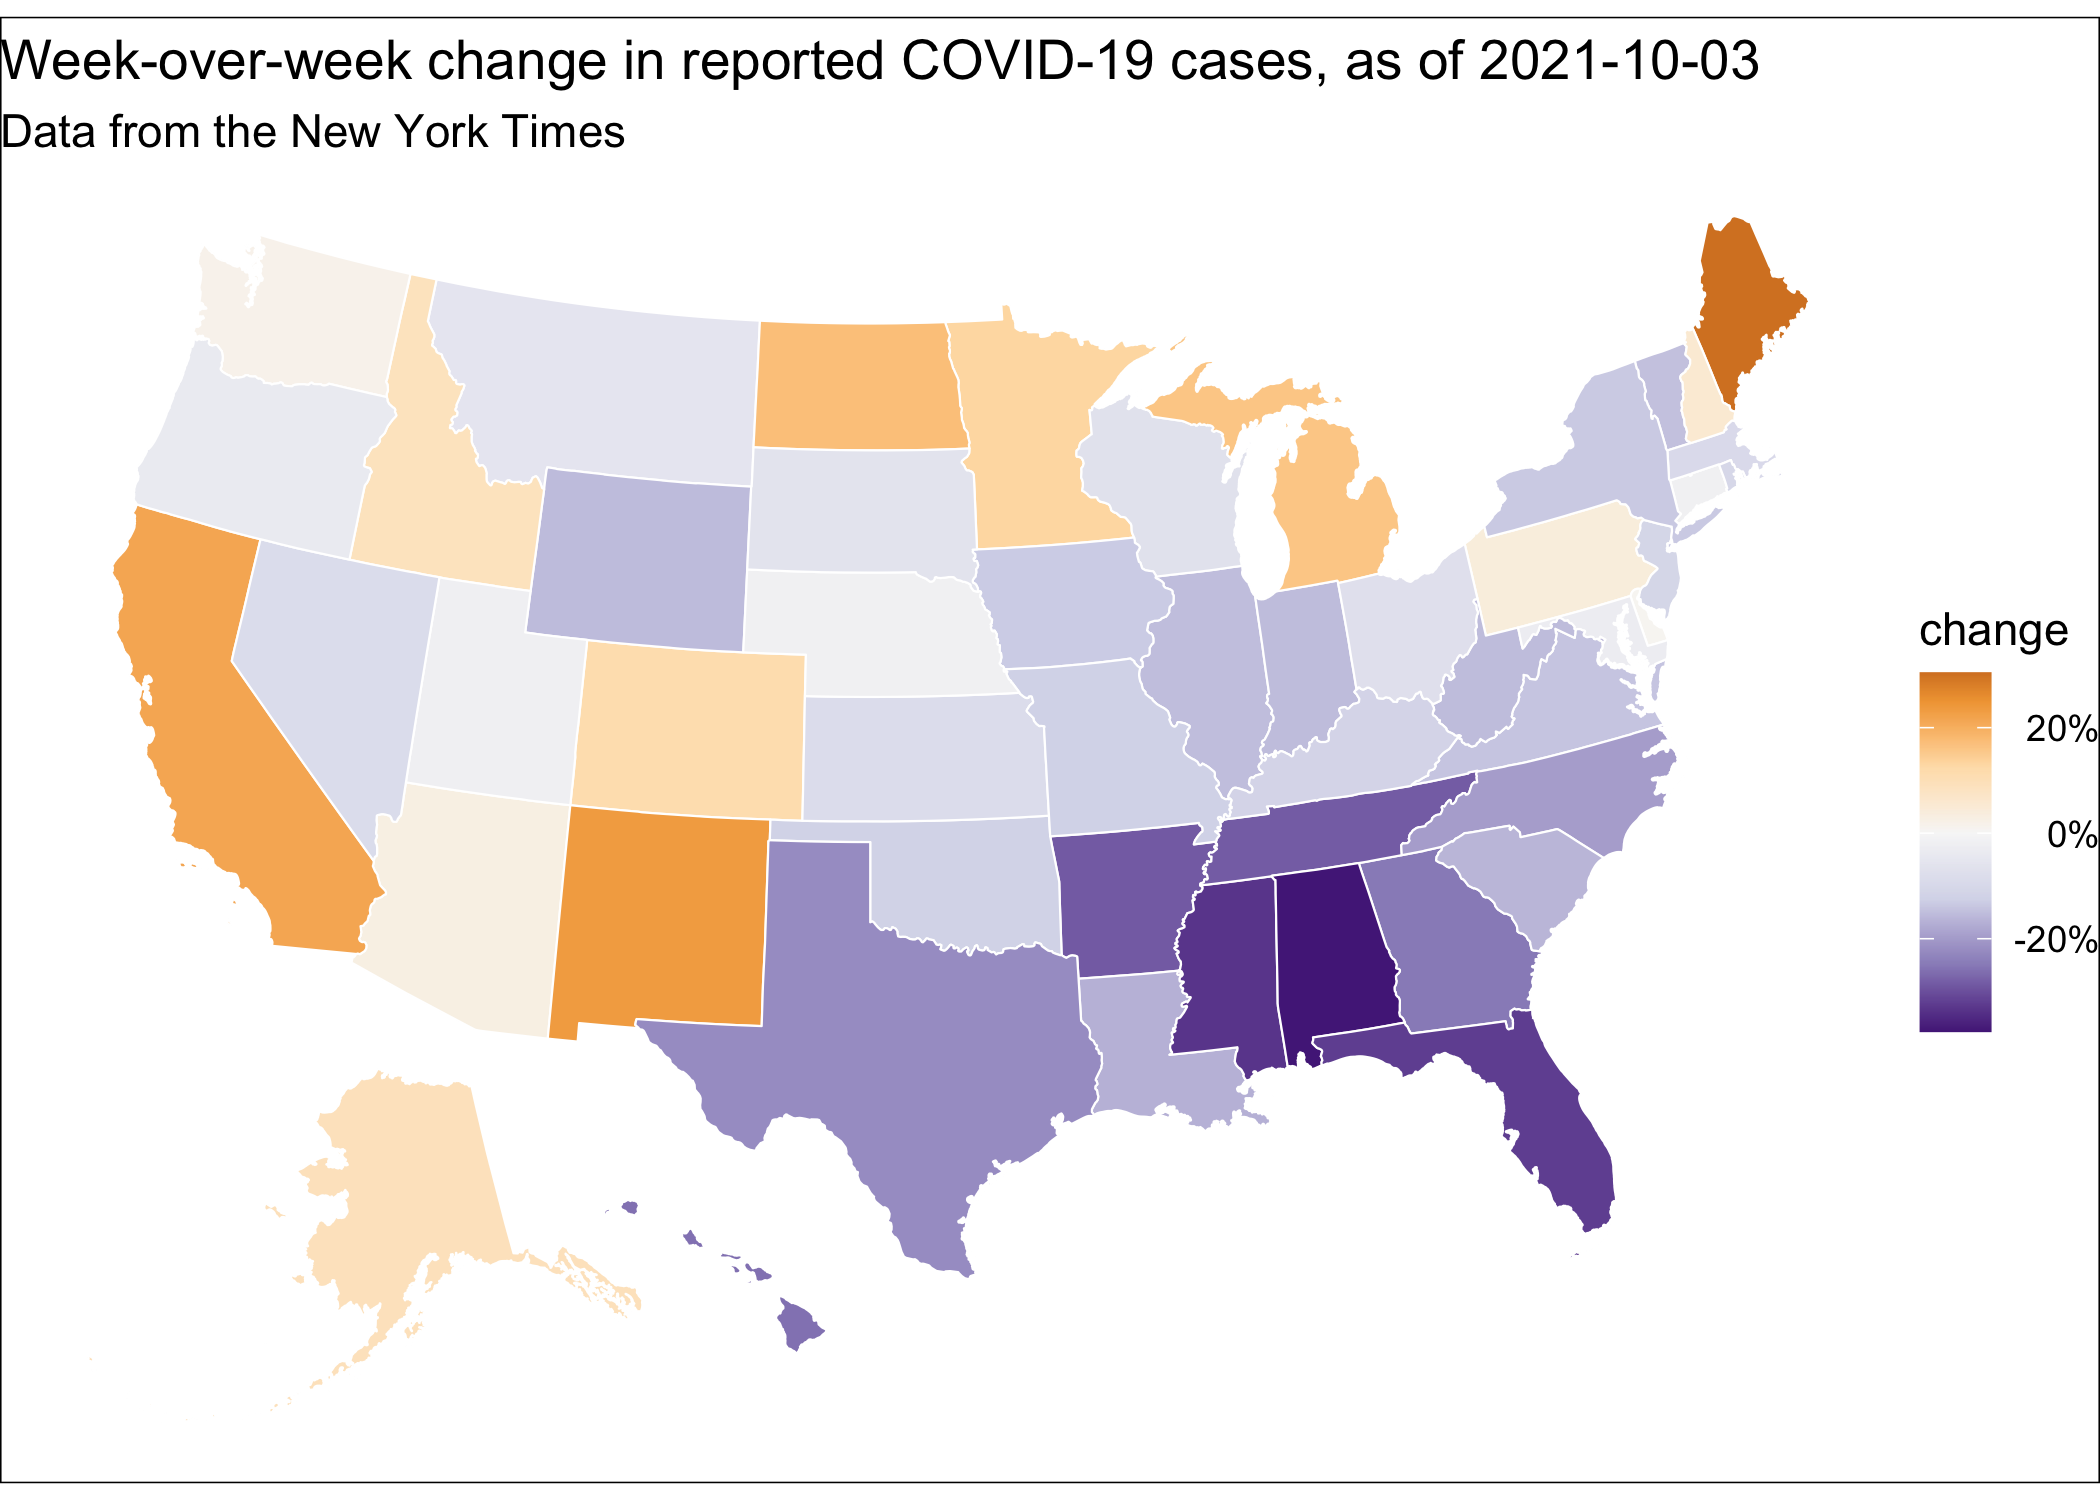 Week-over-week change in reported COVID-19 cases, as of 2021-10-03
Data from the New York Times
change
20%
0%
-20%